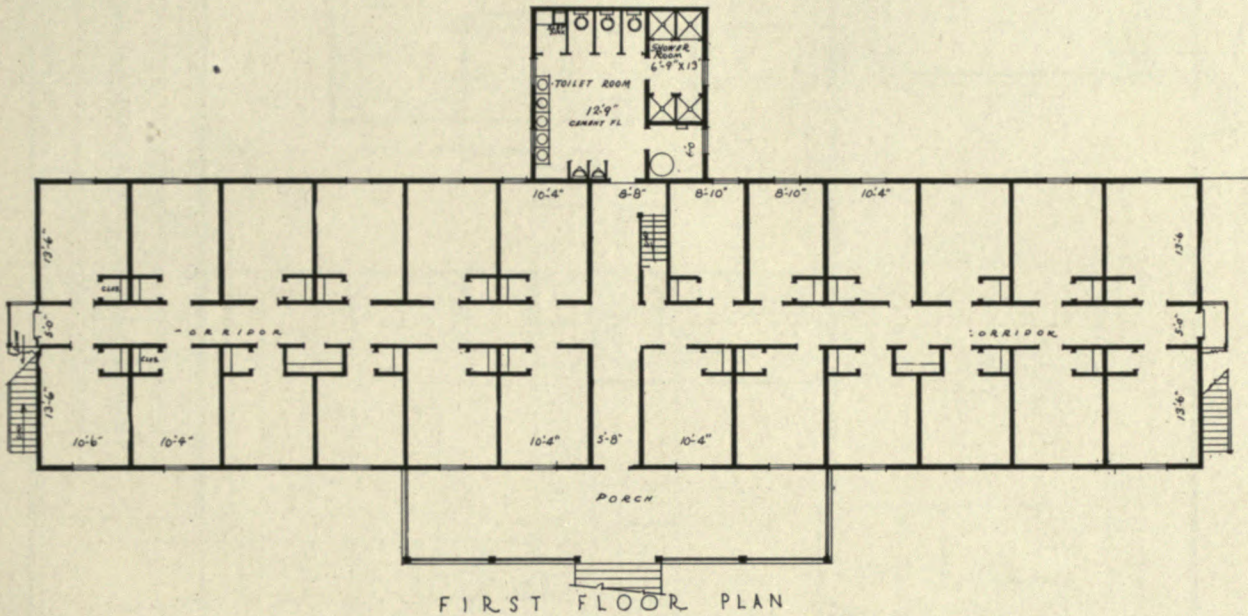 SHOWER
ROOM
6'-9" X 13'
TOILET ROOM
12'-9"
CEMENT FL
10'-4" 8'-8" 8'-10" 8'-10" 10'-4"
13'-6" 13'-6
CLOS.
5'-0" CORRIDOR CORRIDOR 5'-0"
CLOS.
13'-6" 13'-6"
10'-6" 10'-4" 10'-4" 5'-8" 10'-4"
PORCH
FIRST FLOOR PLAN